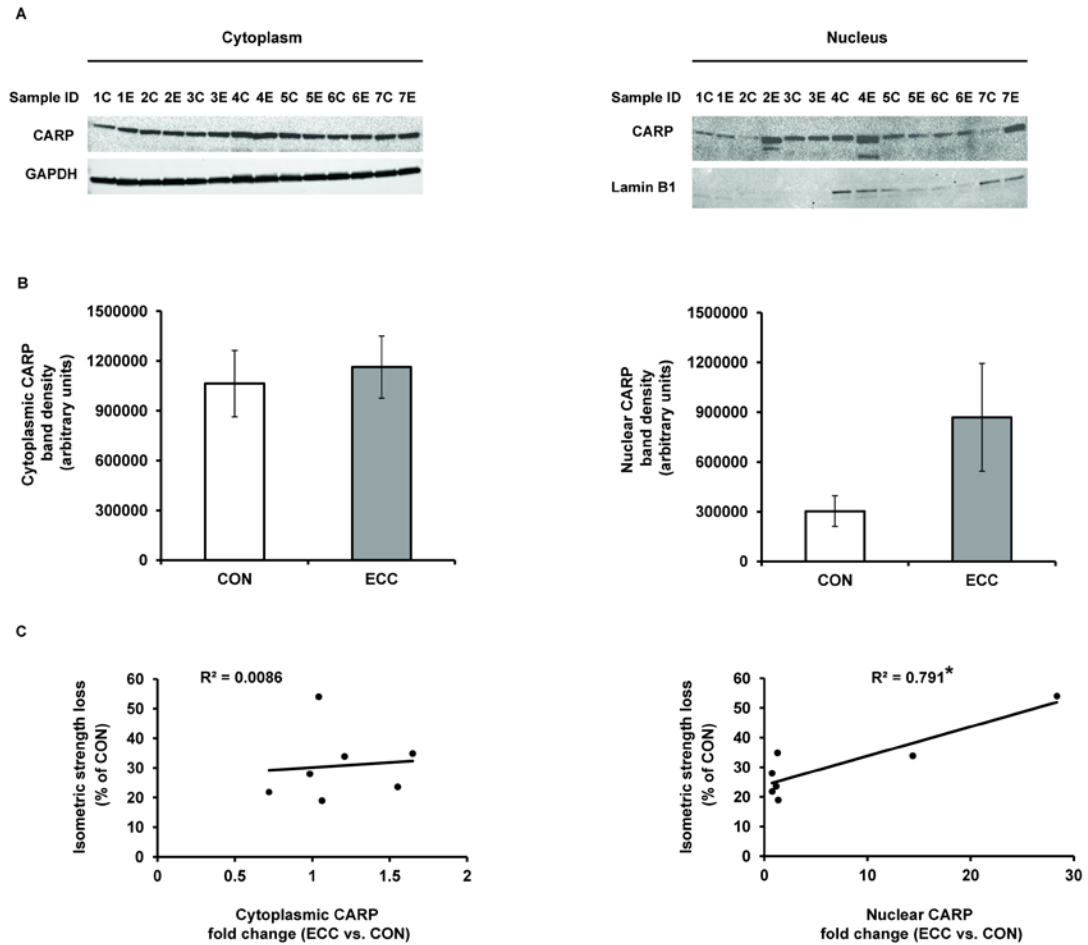 A
Cytoplasm
Sample ID 1C 1E 2C 2E 3C 3E 4C 4E 5C 5E 6C 6E 7C 7E
CARP
GAPDH
Nucleus
Sample ID 1C 1E 2C 2E 3C 3E 4C 4E 5C 5E 6C 6E 7C 7E
CARP
Lamin B1
B
Cytoplasmic CARP
band density
(arbitrary units)
1500000
1200000
900000
600000
300000
0
CON ECC
Nuclear CARP
band density
(arbitrary units)
1500000
1200000
900000
600000
300000
0
CON ECC
C
Isometric strength loss
(% of CON)
R² = 0.0086
60
50
40
30
20
10
0
0 0.5 1 1.5 2
Cytoplasmic CARP
fold change (ECC vs. CON)
Isometric strength loss
(% of CON)
R² = 0.791*
60
50
40
30
20
10
0
0 10 20 30
Nuclear CARP
fold change (ECC vs. CON)